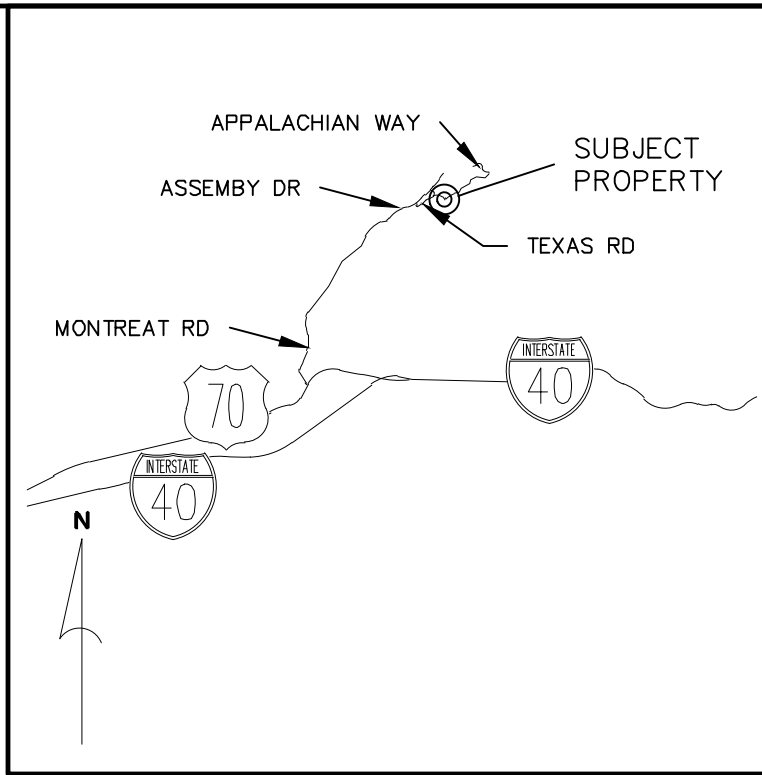 APPALACHIAN WAY
SUBJECT
PROPERTY
ASSEMBY DR
TEXAS RD
MONTREAT RD
INTERSTATE
40
70
INTERSTATE
40
N